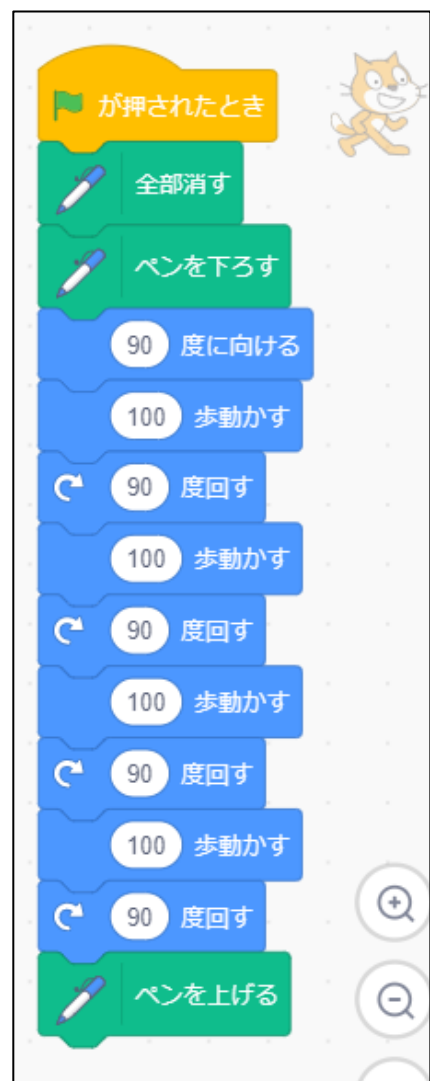 が押されたとき
全部消す
ペンを下ろす
90 度に向ける
100 歩動かす
90 度回す
100 歩動かす
90 度回す
100 歩動かす
90 度回す
100 歩動かす
90 度回す
ペンを上げる